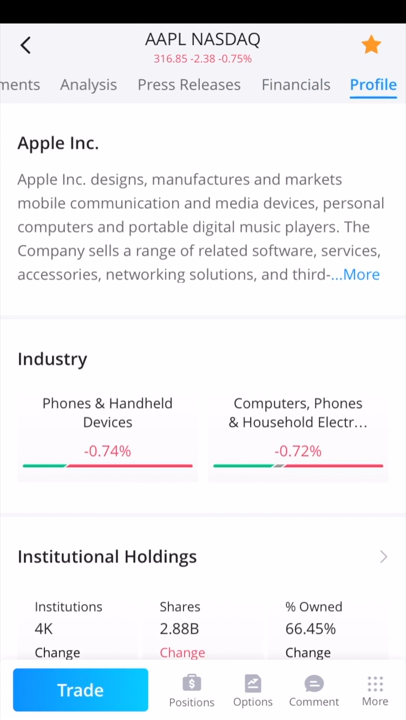 AAPL NASDAQ
316.85 -2.38 -0.75%
ments Analysis Press Releases Financials Profile
Apple Inc.
Apple Inc. designs, manufactures and markets
mobile communication and media devices, personal
computers and portable digital music players. The
Company sells a range of related software, services,
accessories, networking solutions, and third-...More
Industry
Phones & Handheld
Devices
-0.74%
Computers, Phones
& Household Electr...
-0.72%
Institutional Holdings
Institutions Shares % Owned
4K 2.88B 66.45%
Change Change Change
Trade
Positions Options Comment More